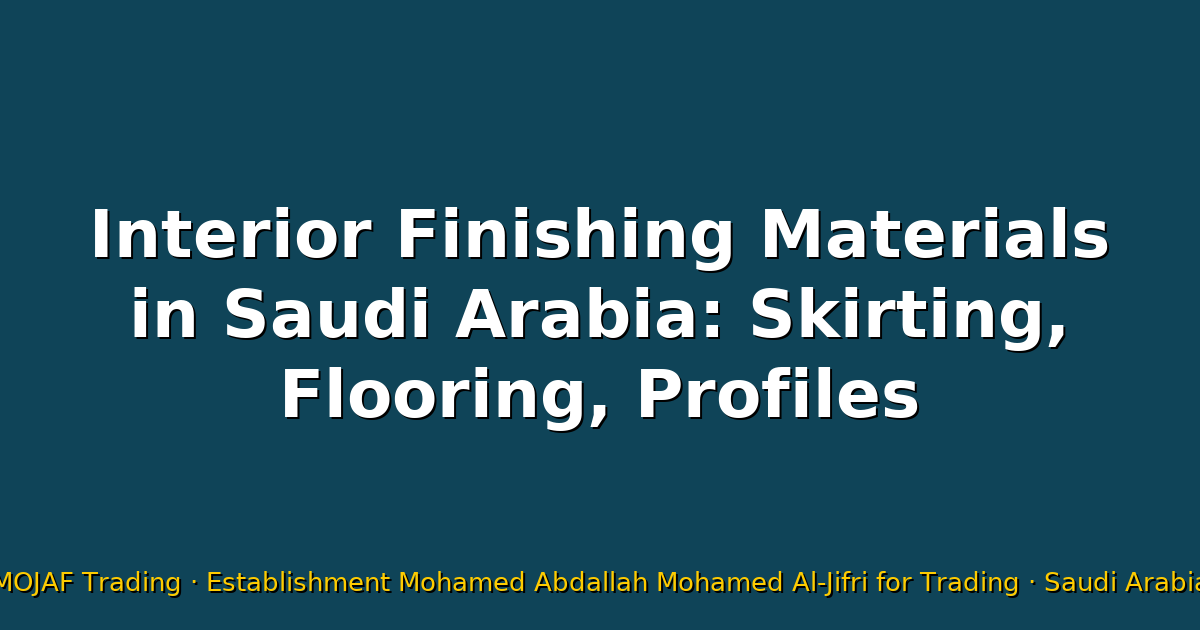 Interior Finishing Materials
in Saudi Arabia: Skirting,
Flooring, Profiles
MOJAF Trading · Establishment Mohamed Abdallah Mohamed Al-Jifri for Trading · Saudi Arabia